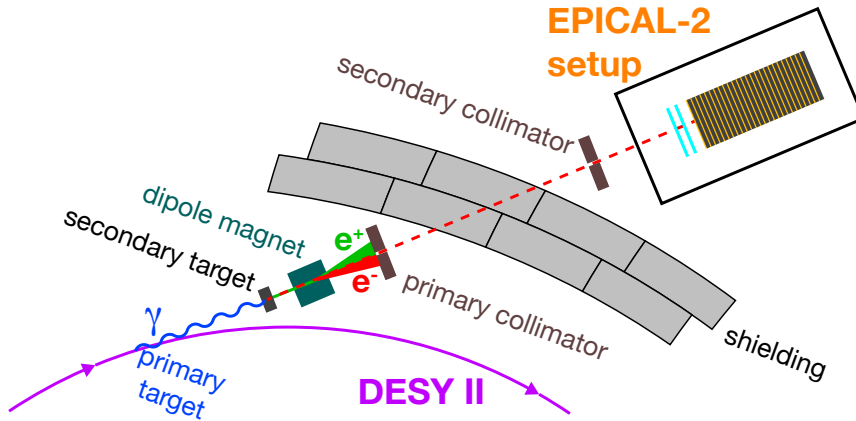 EPICAL-2
setup
secondary collimator
dipole magnet
secondary target
e⁺
e⁻
primary collimator
γ
primary
target
shielding
DESY II